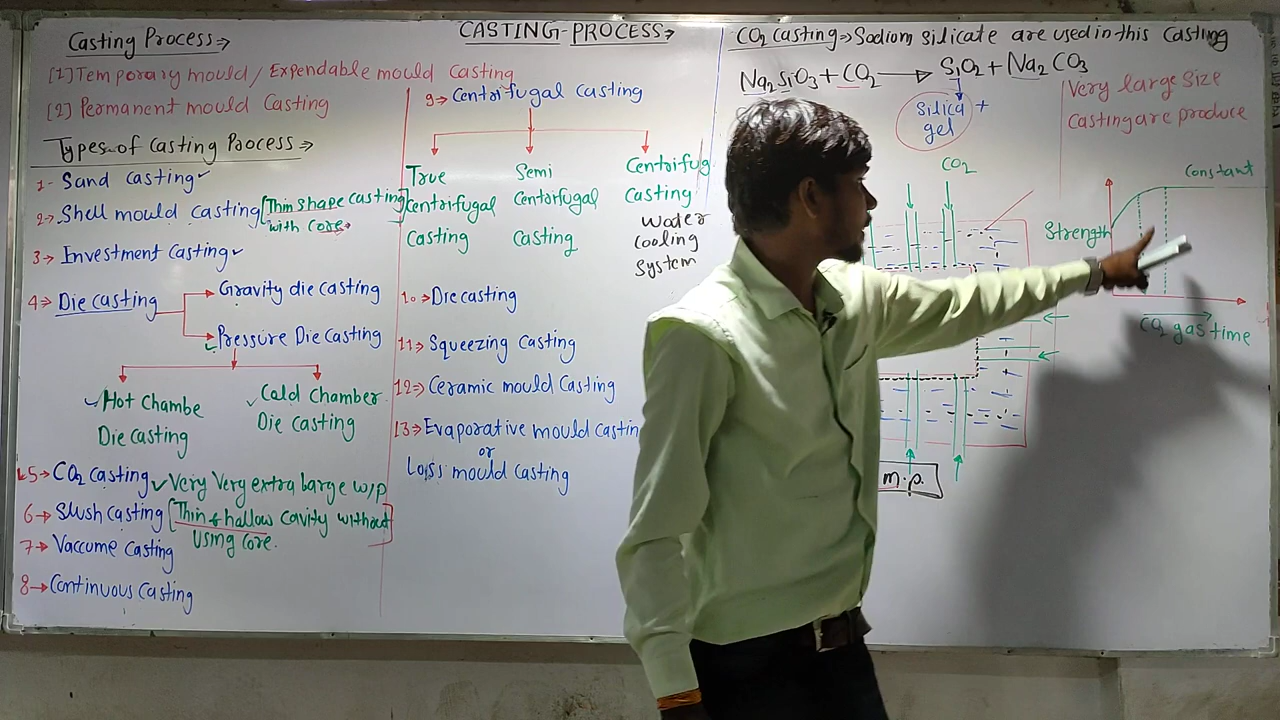 Casting Process→
[1] Temporary mould/ Expendable mould Casting
[2] Permanent mould Casting
Types of Casting Process→
1- Sand Casting✓
2→ Shell mould casting [Thin shape casting]
with core→
3→ Investment Casting✓
4→ Die casting
Gravity die casting
Pressure Die Casting
Hot Chambe
Die casting
Cold Chamber
Die casting
5→ CO2 casting ✓ Very Very extra large w/p
6→ Slush casting [Thin & hallow cavity without
using core.
7→ Vaccume Casting
8→ Continuous Casting
CASTING-PROCESS→
9→ Centrifugal Casting
True
Centrifugal
Casting
Semi
Centrifugal
Casting
Centrifug
Casting
Water
Cooling
System
10→ Die casting
11→ Squeezing Casting
12→ Ceramic mould Casting
13→ Evaporative mould Castin
or
Loss mould Casting
CO2 casting→ Sodium silicate are used in this Casting
Na2SiO3 + CO2 → SiO2 + Na2CO3
Silica +
gel
Very large size
Casting are produce
CO2
Constant
Strength
CO2 gas time
m.p.